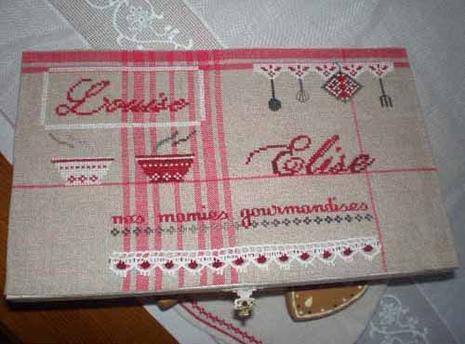 Louise
Elise
nos mamies gourmandises